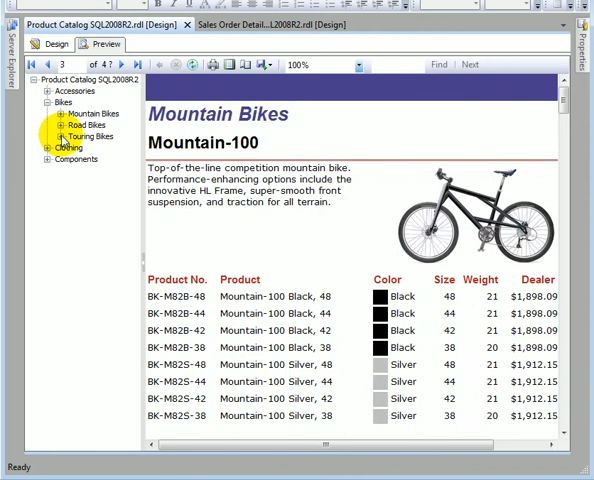 Product Catalog SQL2008R2.rdl [Design]
Sales Order Detail...L2008R2.rdl [Design]
Server Explorer
Properties
Design
Preview
3 of 4 ? 100% Find | Next
Product Catalog SQL2008R2
Accessories
Bikes
Mountain Bikes
Road Bikes
Touring Bikes
Clothing
Components
Mountain Bikes
Mountain-100
Top-of-the-line competition mountain bike.
Performance-enhancing options include the
innovative HL Frame, super-smooth front
suspension, and traction for all terrain.
Product No. Product Color Size Weight Dealer
BK-M82B-48 Mountain-100 Black, 48 Black 48 21 $1,898.09
BK-M82B-44 Mountain-100 Black, 44 Black 44 21 $1,898.09
BK-M82B-42 Mountain-100 Black, 42 Black 42 21 $1,898.09
BK-M82B-38 Mountain-100 Black, 38 Black 38 20 $1,898.09
BK-M82S-48 Mountain-100 Silver, 48 Silver 48 21 $1,912.15
BK-M82S-44 Mountain-100 Silver, 44 Silver 44 21 $1,912.15
BK-M82S-42 Mountain-100 Silver, 42 Silver 42 21 $1,912.15
BK-M82S-38 Mountain-100 Silver, 38 Silver 38 20 $1,912.15
Ready